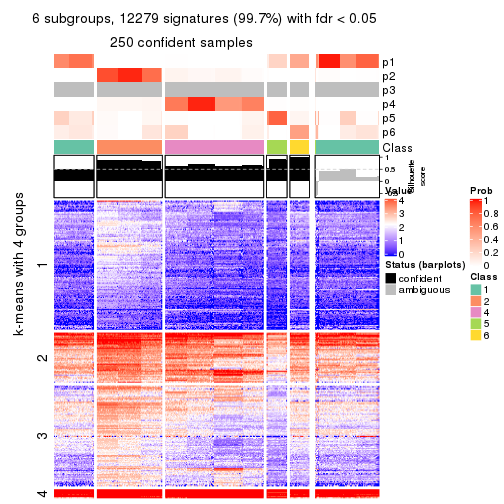 6 subgroups, 12279 signatures (99.7%) with fdr < 0.05
250 confident samples
p1
p2
p3
p4
p5
p6
Class
1
0.5
0
Silhouette
score
k-means with 4 groups
1
2
3
4
Value
4
3
2
1
0
Status (barplots)
confident
ambiguous
Prob
1
0.8
0.6
0.4
0.2
0
Class
1
2
4
5
6